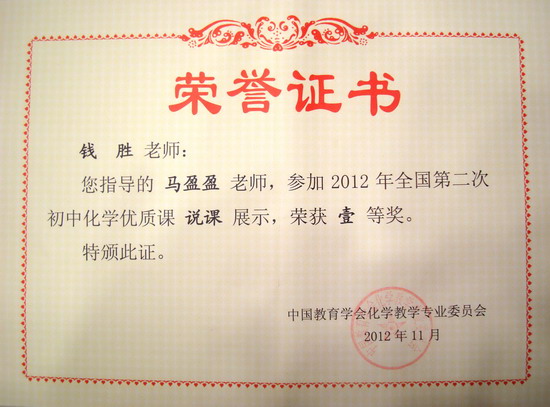 荣誉证书
钱 胜 老师：
您指导的 马盈盈 老师，参加 2012 年全国第二次
初中化学优质课 说课 展示，荣获 壹 等奖。
特颁此证。
中国教育学会化学教学专业委员会
2012 年 11 月